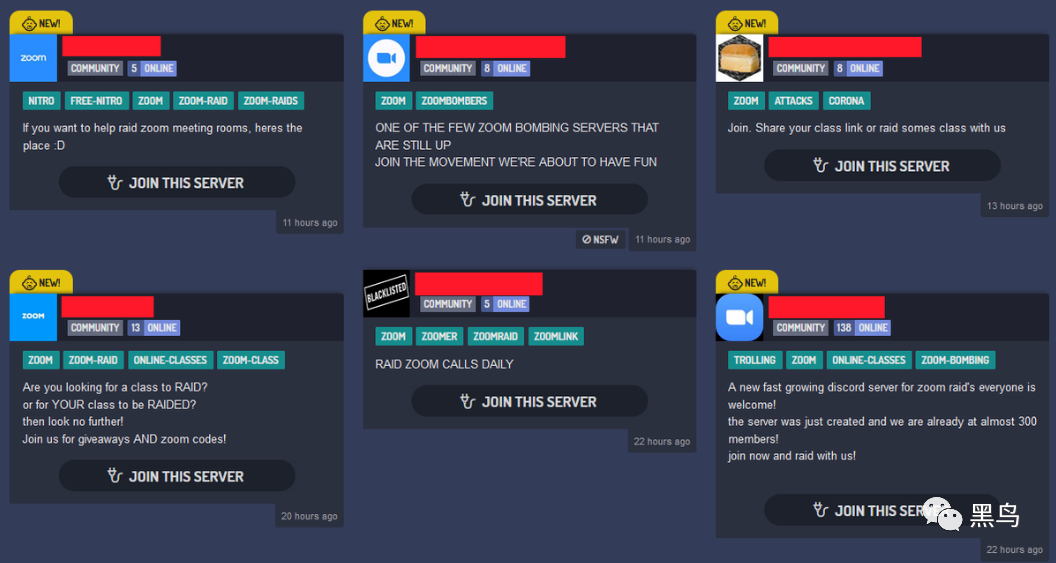 NEW!
zoom
COMMUNITY 5 ONLINE
NITRO FREE-NITRO ZOOM ZOOM-RAID ZOOM-RAIDS
If you want to help raid zoom meeting rooms, heres the
place :D
JOIN THIS SERVER
11 hours ago
NEW!
COMMUNITY 8 ONLINE
ZOOM ZOOMBOMBERS
ONE OF THE FEW ZOOM BOMBING SERVERS THAT
ARE STILL UP
JOIN THE MOVEMENT WE'RE ABOUT TO HAVE FUN
JOIN THIS SERVER
NSFW 11 hours ago
NEW!
COMMUNITY 8 ONLINE
ZOOM ATTACKS CORONA
Join. Share your class link or raid somes class with us
JOIN THIS SERVER
13 hours ago
NEW!
zoom
COMMUNITY 13 ONLINE
ZOOM ZOOM-RAID ONLINE-CLASSES ZOOM-CLASS
Are you looking for a class to RAID?
or for YOUR class to be RAIDED?
then look no further!
Join us for giveaways AND zoom codes!
JOIN THIS SERVER
20 hours ago
BLACKLISTED
COMMUNITY 5 ONLINE
ZOOM ZOOMER ZOOMRAID ZOOMLINK
RAID ZOOM CALLS DAILY
JOIN THIS SERVER
22 hours ago
NEW!
COMMUNITY 138 ONLINE
TROLLING ZOOM ONLINE-CLASSES ZOOM-BOMBING
A new fast growing discord server for zoom raid's everyone is
welcome!
the server was just created and we are already at almost 300
members!
join now and raid with us!
JOIN THIS SERVER
黑鸟
22 hours ago